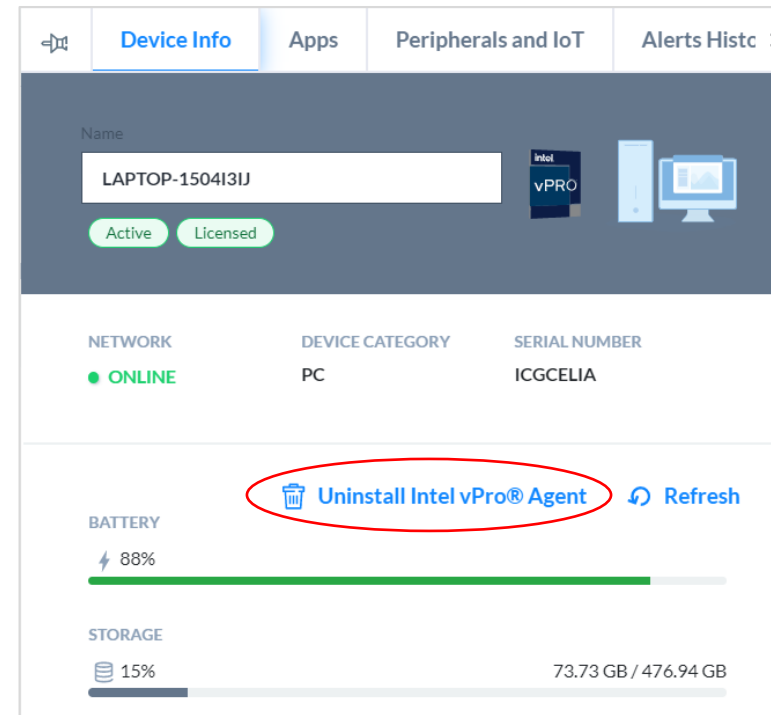 Device Info Apps Peripherals and IoT Alerts Histo
Name
LAPTOP-1504I3IJ
intel
vPRO
Active Licensed
NETWORK DEVICE CATEGORY SERIAL NUMBER
ONLINE PC ICGCELIA
Uninstall Intel vPro® Agent Refresh
BATTERY
88%
STORAGE
15% 73.73 GB / 476.94 GB